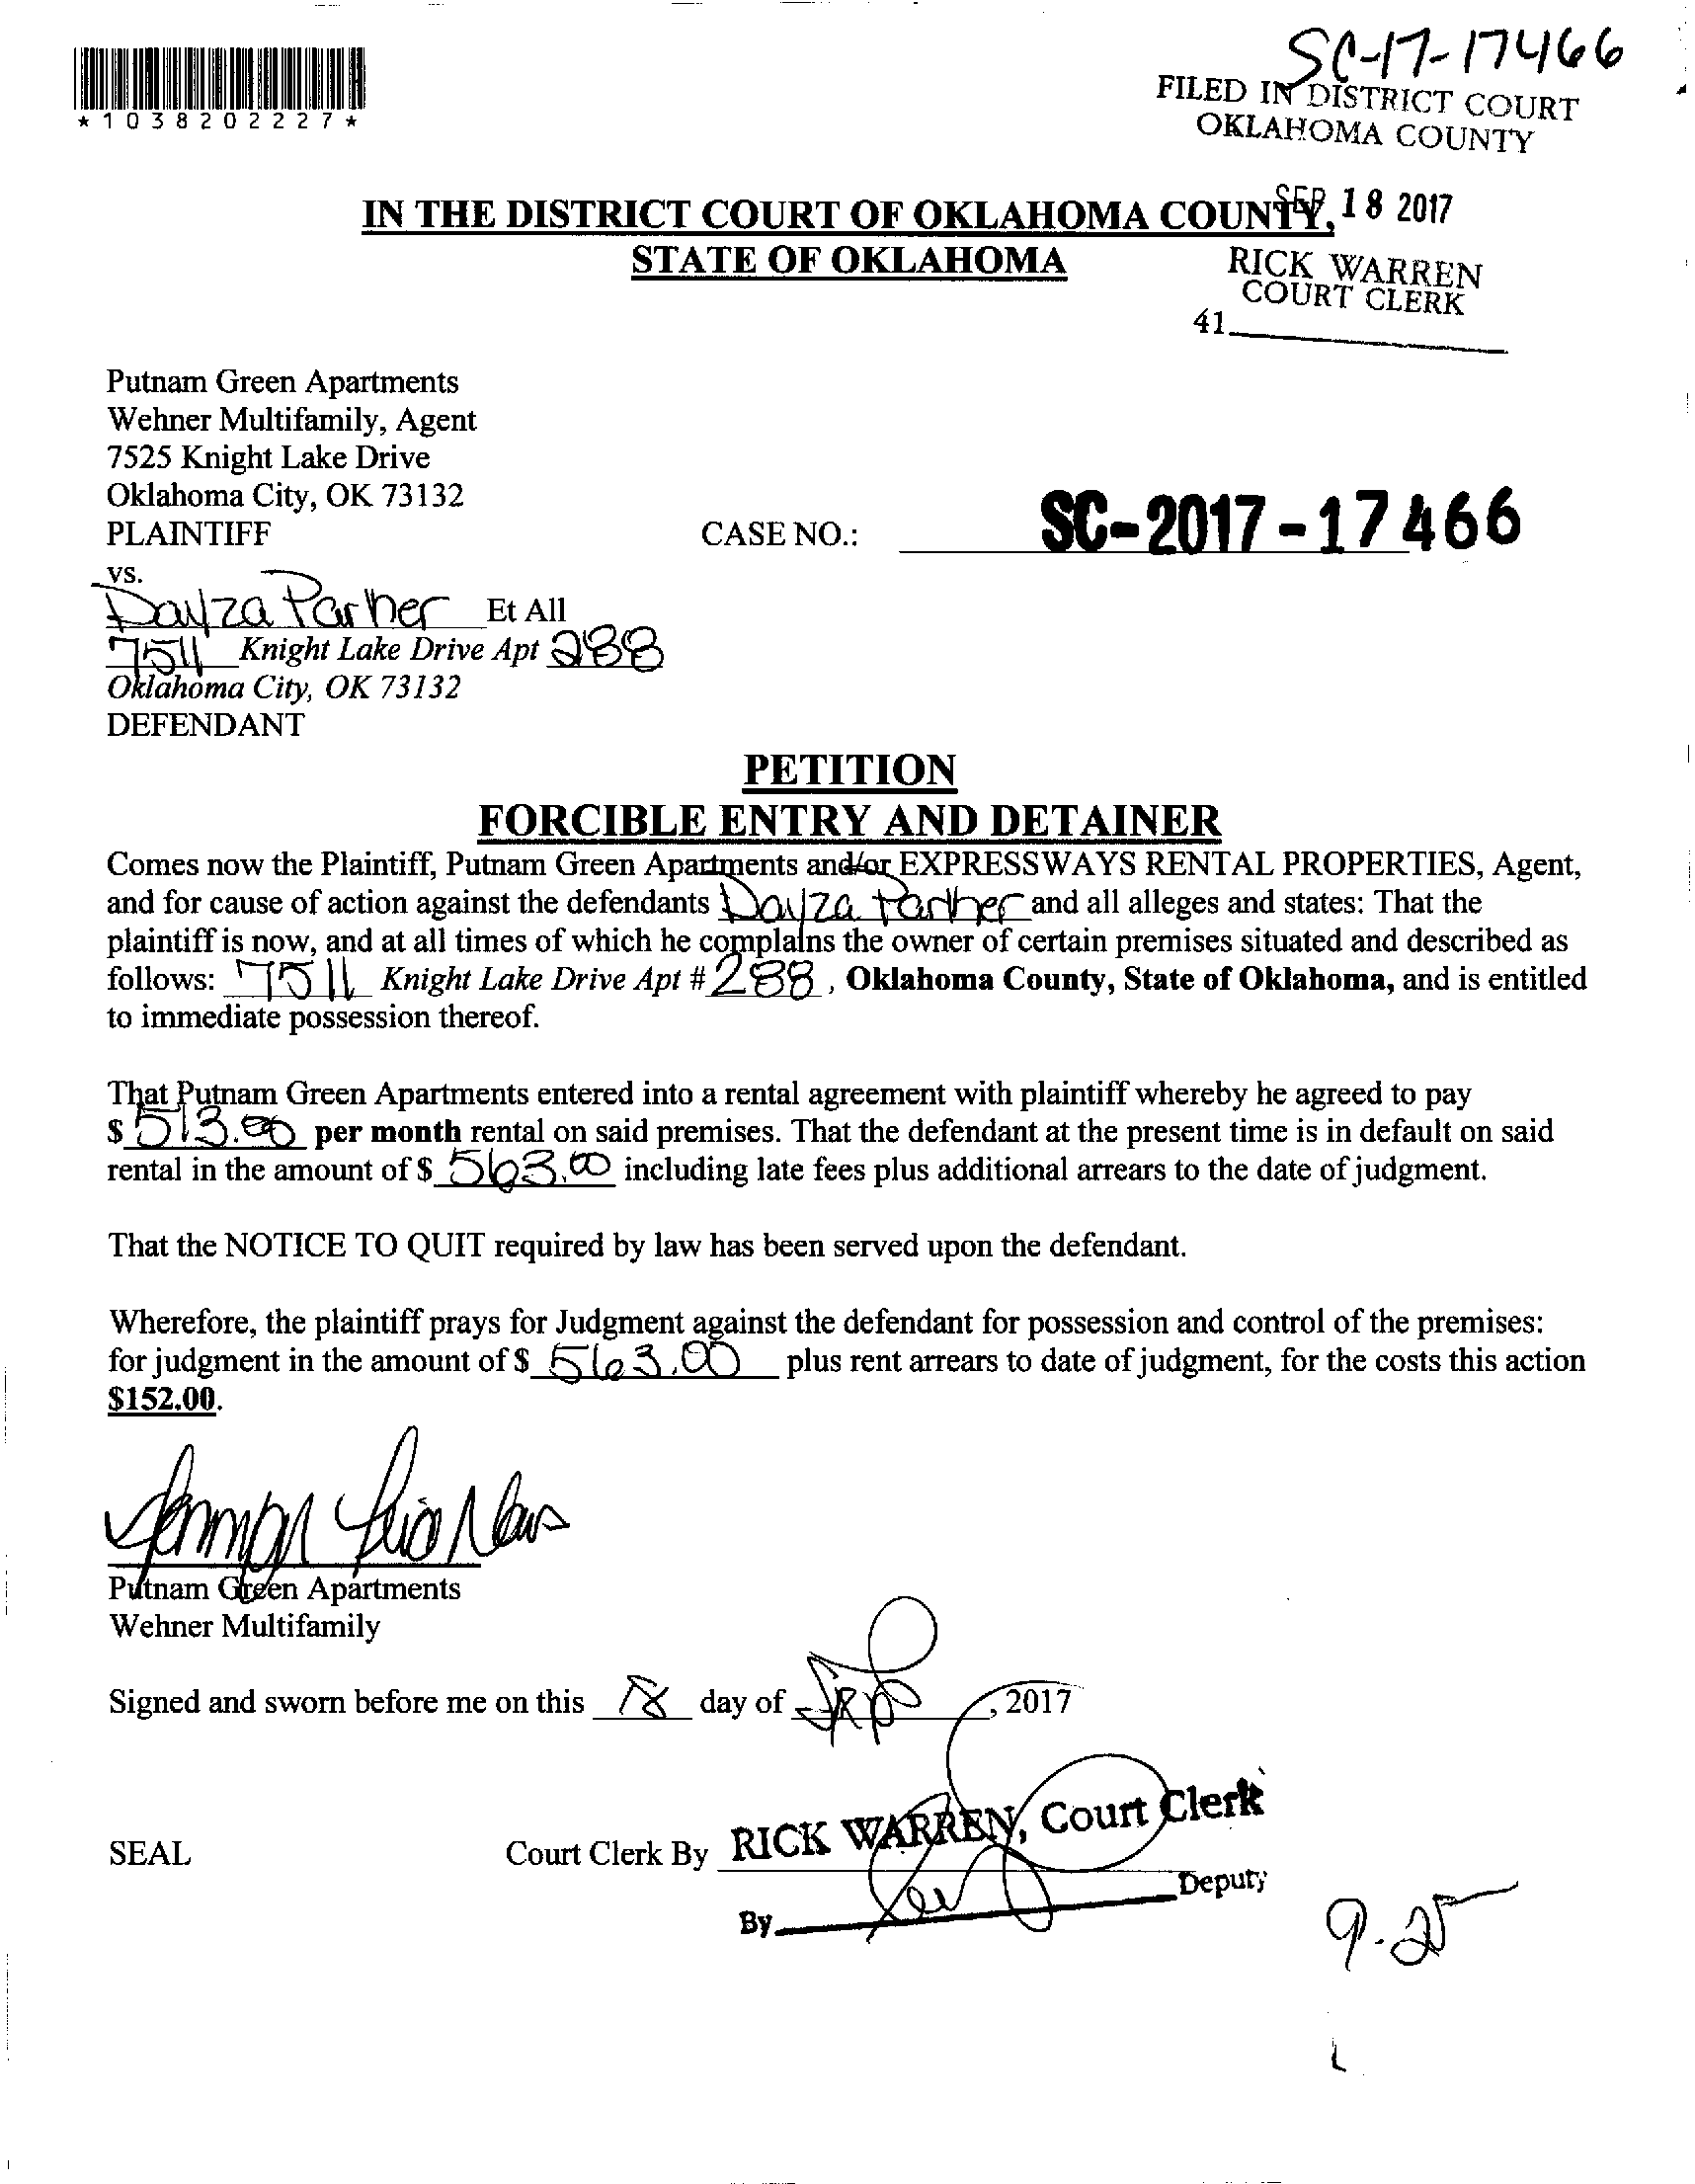 SC-17-17466
*1038202227*
FILED IN DISTRICT COURT
OKLAHOMA COUNTY
IN THE DISTRICT COURT OF OKLAHOMA COUNTY,
SEP 18 2017
STATE OF OKLAHOMA
RICK WARREN
COURT CLERK
41
Putnam Green Apartments
Wehner Multifamily, Agent
7525 Knight Lake Drive
Oklahoma City, OK 73132
PLAINTIFF
CASE NO.: SC-2017-17466
vs.
Dayza Parher Et All
7511 Knight Lake Drive Apt 288
Oklahoma City, OK 73132
DEFENDANT
PETITION
FORCIBLE ENTRY AND DETAINER
Comes now the Plaintiff, Putnam Green Apartments and/or EXPRESSWAYS RENTAL PROPERTIES, Agent,
and for cause of action against the defendants Dayza Parher and all alleges and states: That the
plaintiff is now, and at all times of which he complains the owner of certain premises situated and described as
follows: 7511 Knight Lake Drive Apt # 288, Oklahoma County, State of Oklahoma, and is entitled
to immediate possession thereof.
That Putnam Green Apartments entered into a rental agreement with plaintiff whereby he agreed to pay
$ 513.00 per month rental on said premises. That the defendant at the present time is in default on said
rental in the amount of $ 563.00 including late fees plus additional arrears to the date of judgment.
That the NOTICE TO QUIT required by law has been served upon the defendant.
Wherefore, the plaintiff prays for Judgment against the defendant for possession and control of the premises:
for judgment in the amount of $ 563.00 plus rent arrears to date of judgment, for the costs this action
$152.00.
Putnam Green Apartments
Wehner Multifamily
Signed and sworn before me on this 18 day of Sep, 2017
SEAL
Court Clerk By RICK WARREN, Court Clerk
By Deputy
9-25